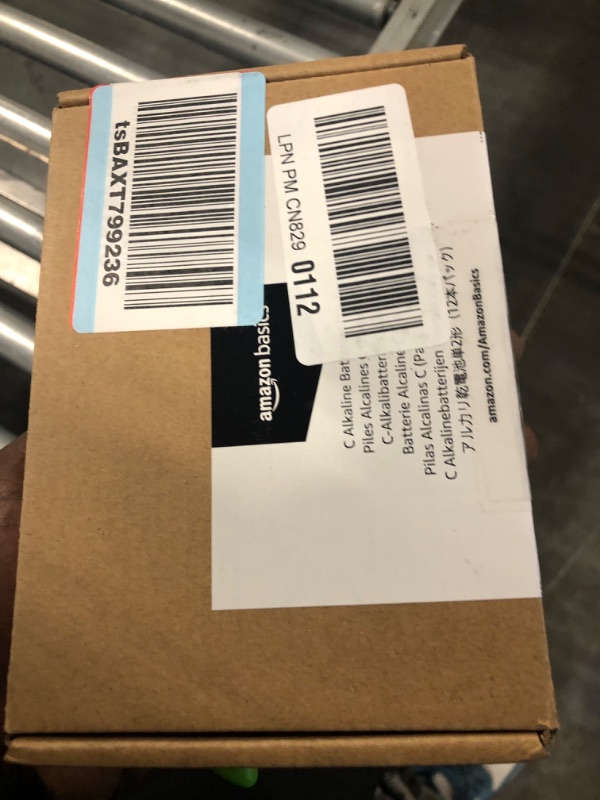 tsBAXT799236
LPN PM CN829 0112
amazon basics
C Alkaline Bat
Piles Alcalines
C-Alkalibatter
Batterie Alcaline
Pilas Alcalinas C (Pa
C Alkalinebatterijen
アルカリ乾電池単2形 (12本パック)
amazon.com/AmazonBasics